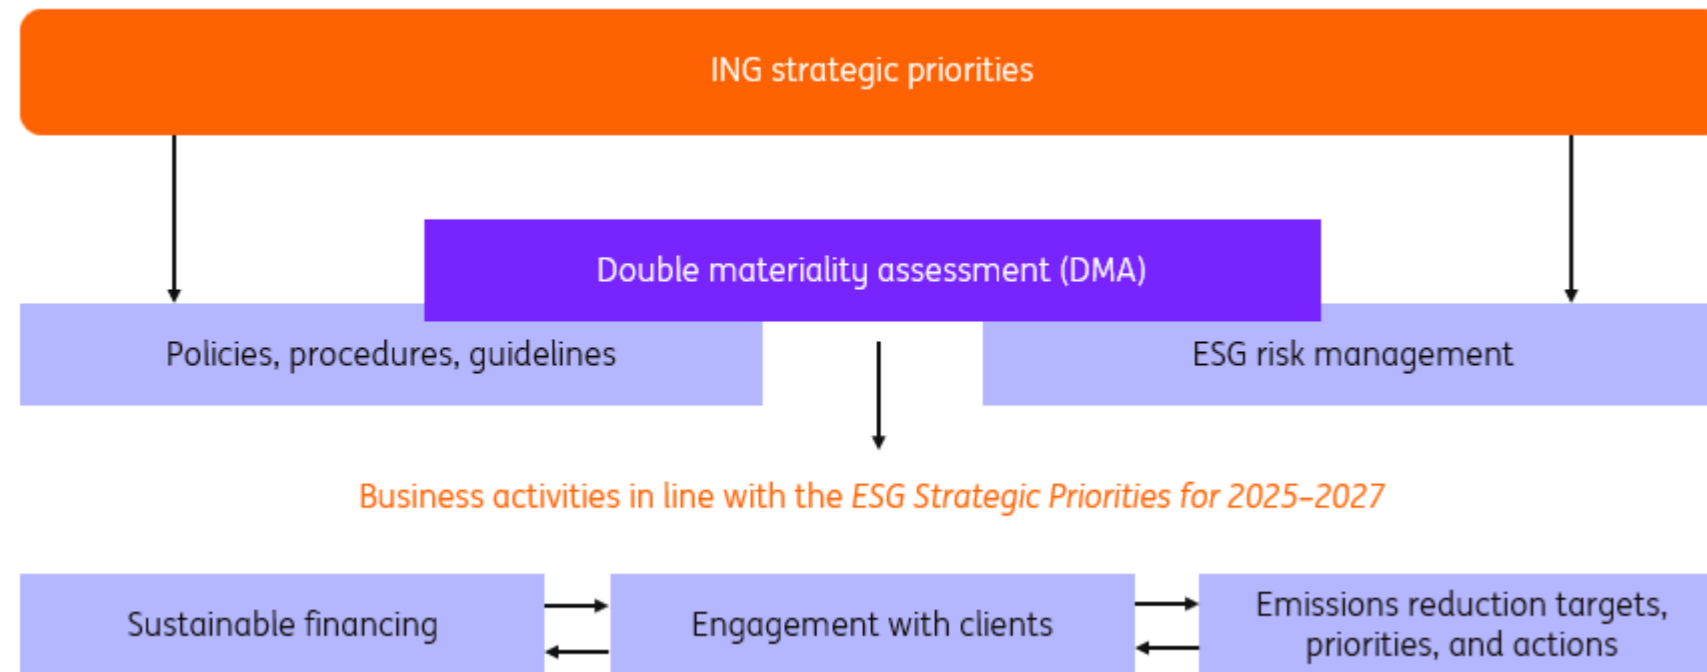 ING strategic priorities
Double materiality assessment (DMA)
Policies, procedures, guidelines
ESG risk management
Business activities in line with the ESG Strategic Priorities for 2025–2027
Sustainable financing
Engagement with clients
Emissions reduction targets,
priorities, and actions